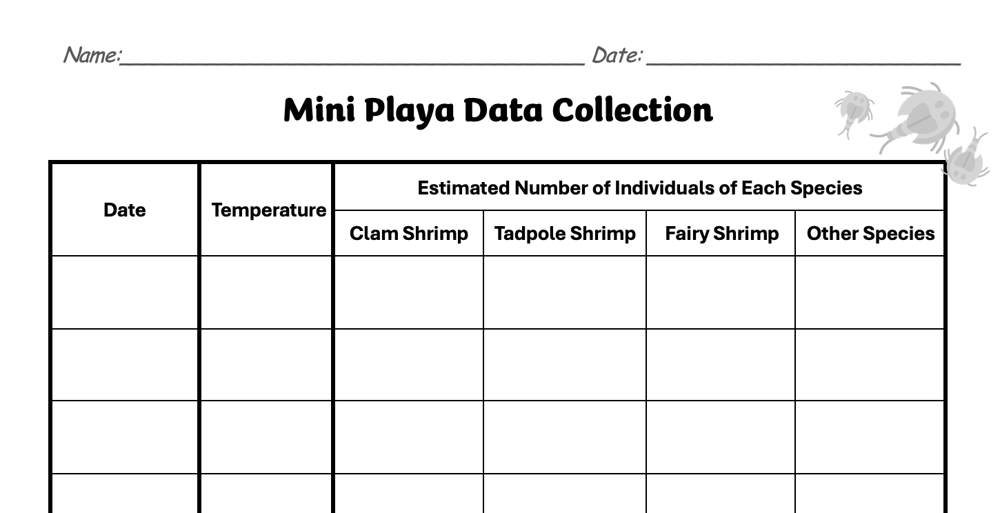 Name: Date:
Mini Playa Data Collection
Estimated Number of Individuals of Each Species
Date Temperature
Clam Shrimp Tadpole Shrimp Fairy Shrimp Other Species